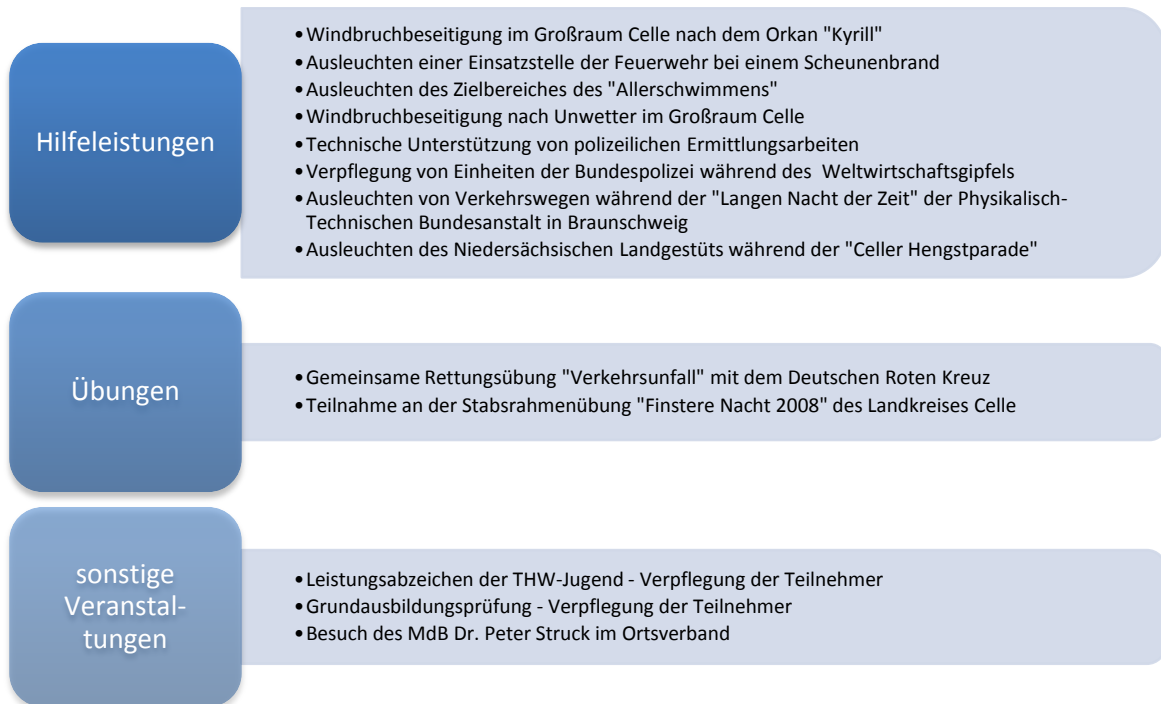 Hilfeleistungen
•Windbruchbeseitigung im Großraum Celle nach dem Orkan "Kyrill"
•Ausleuchten einer Einsatzstelle der Feuerwehr bei einem Scheunenbrand
•Ausleuchten des Zielbereiches des "Allerschwimmens"
•Windbruchbeseitigung nach Unwetter im Großraum Celle
•Technische Unterstützung von polizeilichen Ermittlungsarbeiten
•Verpflegung von Einheiten der Bundespolizei während des Weltwirtschaftsgipfels
•Ausleuchten von Verkehrswegen während der "Langen Nacht der Zeit" der Physikalisch-
Technischen Bundesanstalt in Braunschweig
•Ausleuchten des Niedersächsischen Landgestüts während der "Celler Hengstparade"
Übungen
•Gemeinsame Rettungsübung "Verkehrsunfall" mit dem Deutschen Roten Kreuz
•Teilnahme an der Stabsrahmenübung "Finstere Nacht 2008" des Landkreises Celle
sonstige
Veranstal-
tungen
•Leistungsabzeichen der THW-Jugend - Verpflegung der Teilnehmer
•Grundausbildungsprüfung - Verpflegung der Teilnehmer
•Besuch des MdB Dr. Peter Struck im Ortsverband